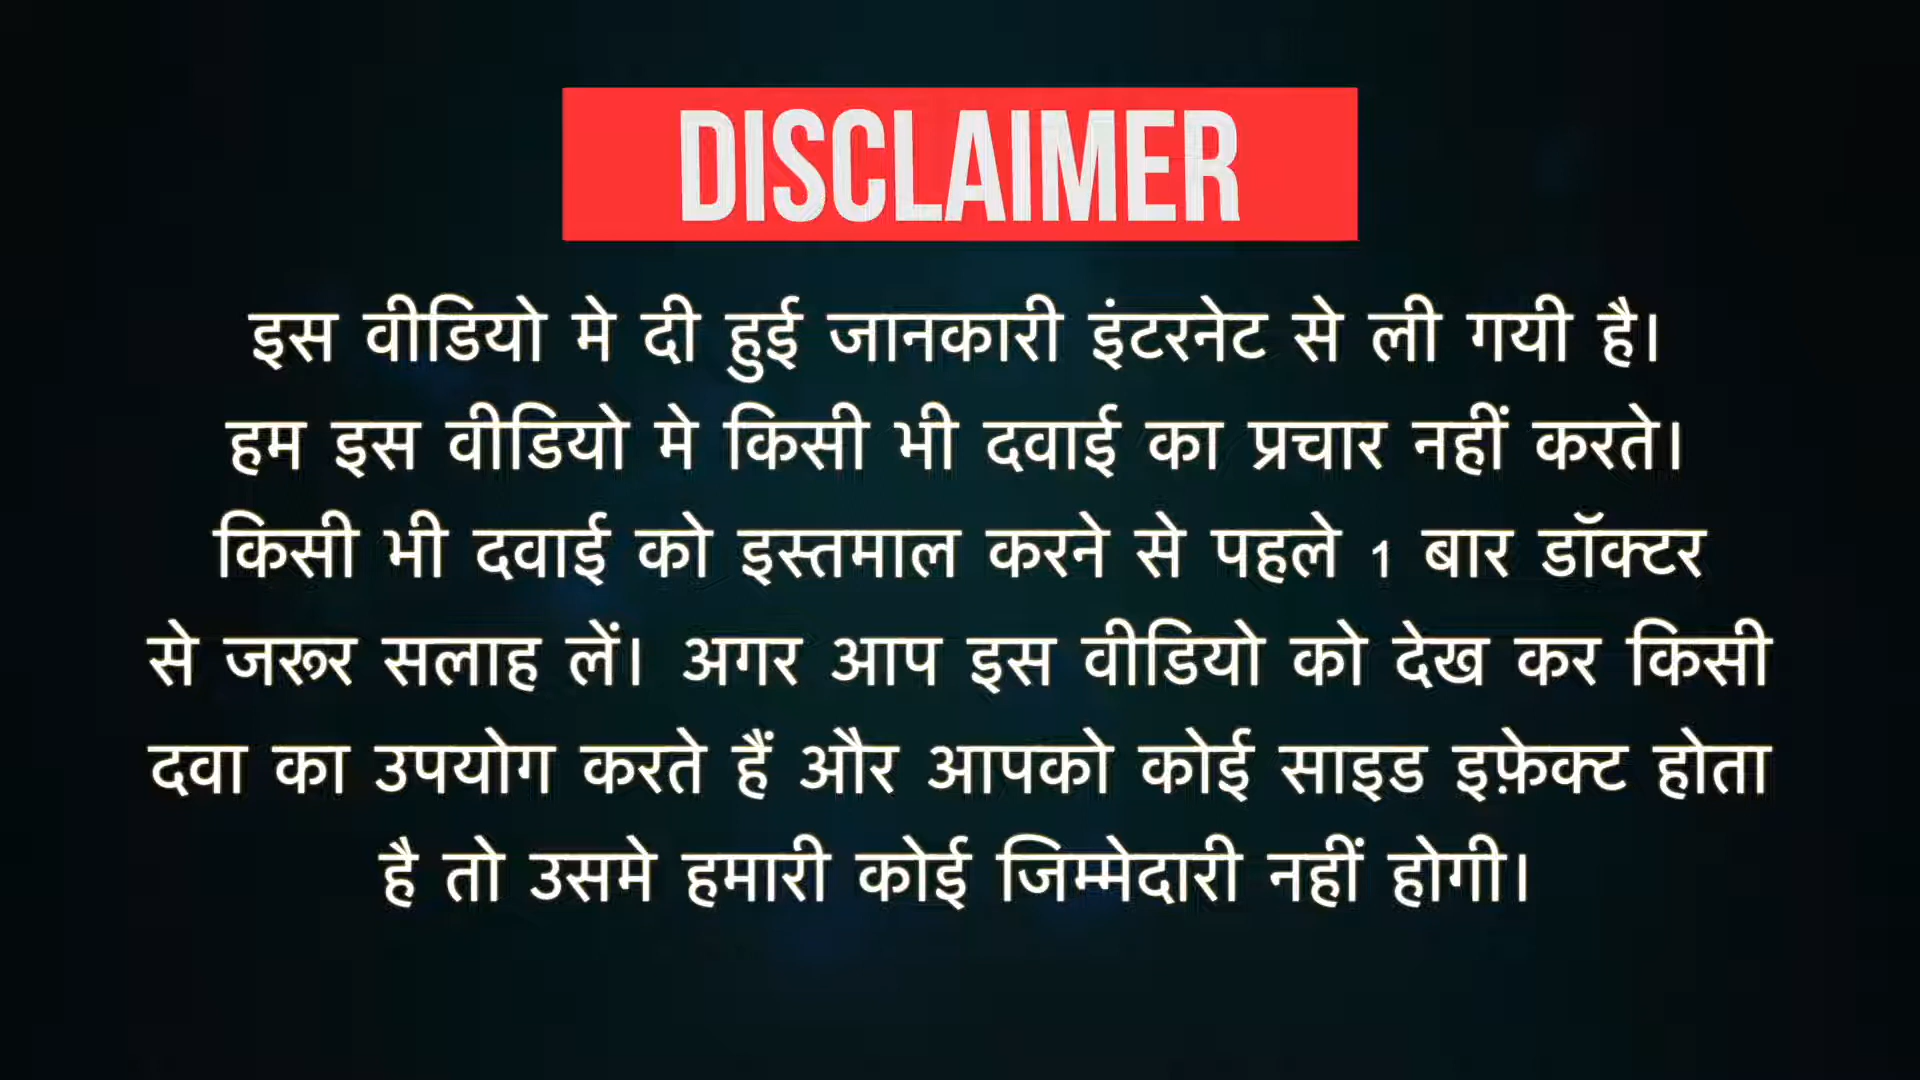 DISCLAIMER
इस वीडियो मे दी हुई जानकारी इंटरनेट से ली गयी है।
हम इस वीडियो मे किसी भी दवाई का प्रचार नहीं करते।
किसी भी दवाई को इस्तमाल करने से पहले 1 बार डॉक्टर
से जरूर सलाह लें। अगर आप इस वीडियो को देख कर किसी
दवा का उपयोग करते हैं और आपको कोई साइड इफ़ेक्ट होता
है तो उसमे हमारी कोई जिम्मेदारी नहीं होगी।